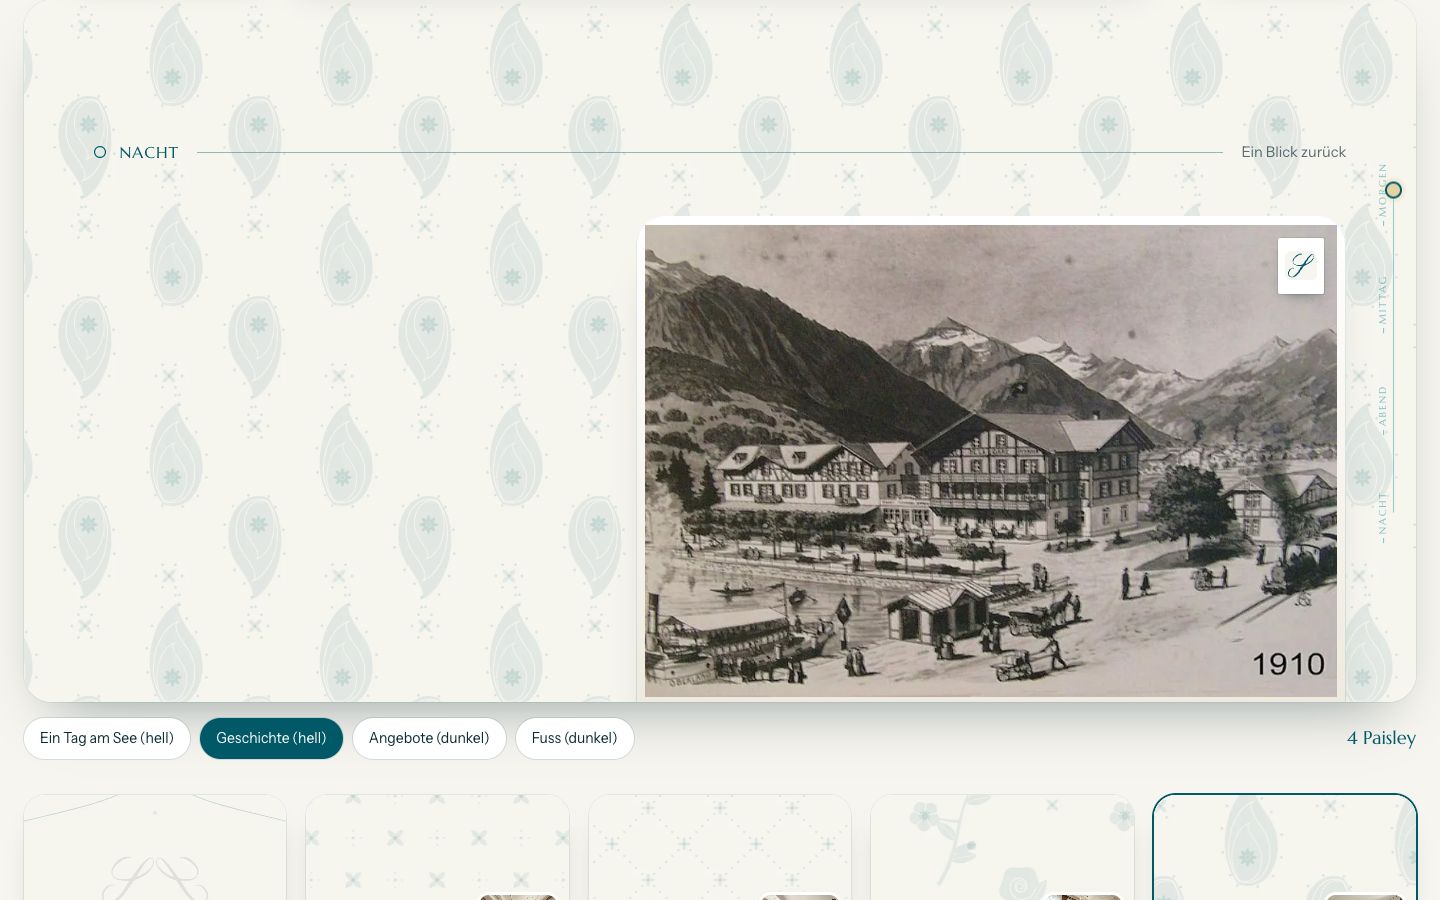 NACHT
Ein Blick zurück
– MORGEN
– MITTAG
– ABEND
– NACHT
S
OBERLAND
1910
Ein Tag am See (hell)
Geschichte (hell)
Angebote (dunkel)
Fuss (dunkel)
4 Paisley